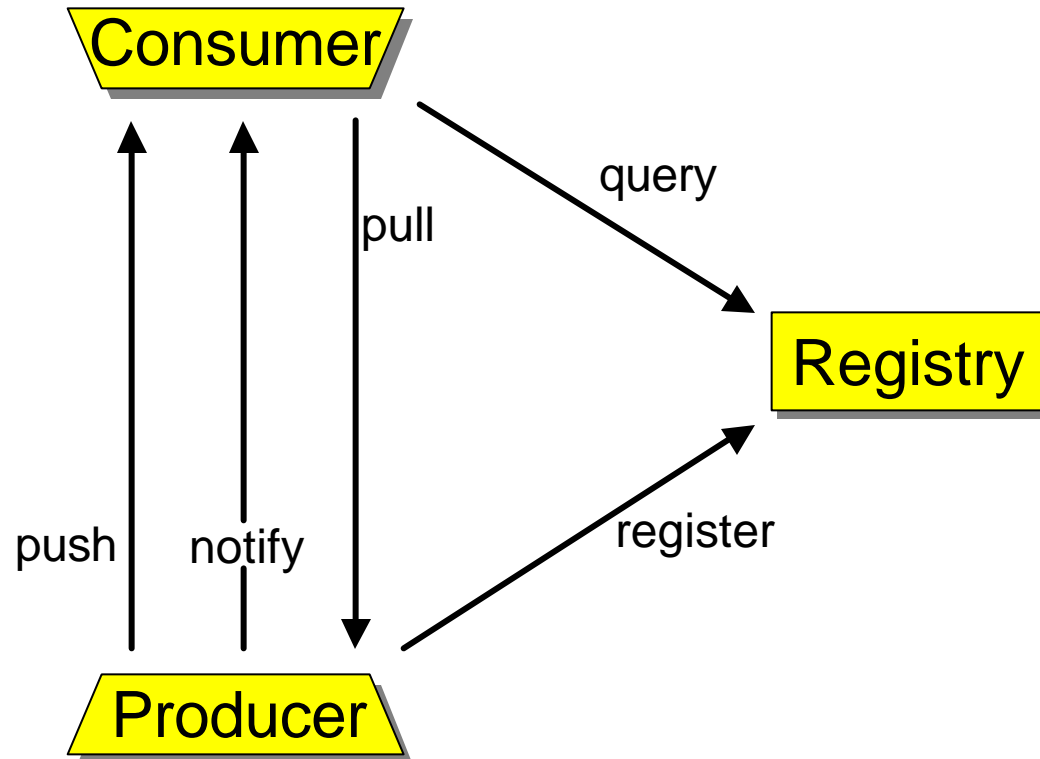 Consumer
query
pull
Registry
register
push
notify
Producer